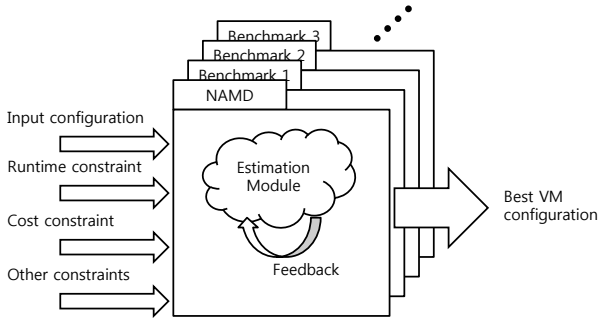 Benchmark 3
Benchmark 2
Benchmark 1
NAMD
Input configuration
Runtime constraint
Cost constraint
Other constraints
Estimation
Module
Feedback
Best VM
configuration